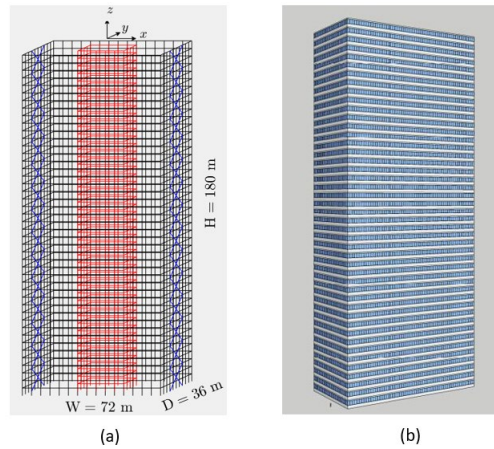 z
y
x
H = 180 m
W = 72 m
D = 36 m
(a)
(b)